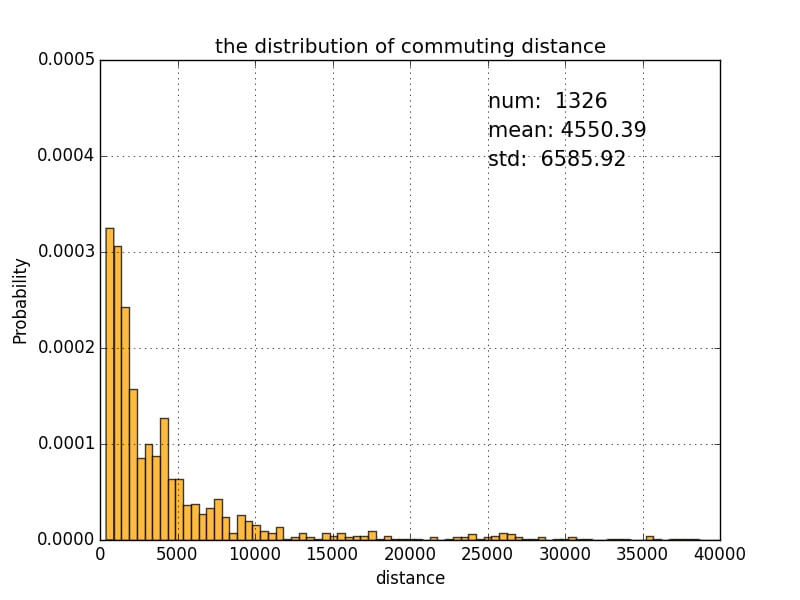 the distribution of commuting distance
num:  1326
mean: 4550.39
std:  6585.92
Probability
0.0005
0.0004
0.0003
0.0002
0.0001
0.0000
0 5000 10000 15000 20000 25000 30000 35000 40000
distance